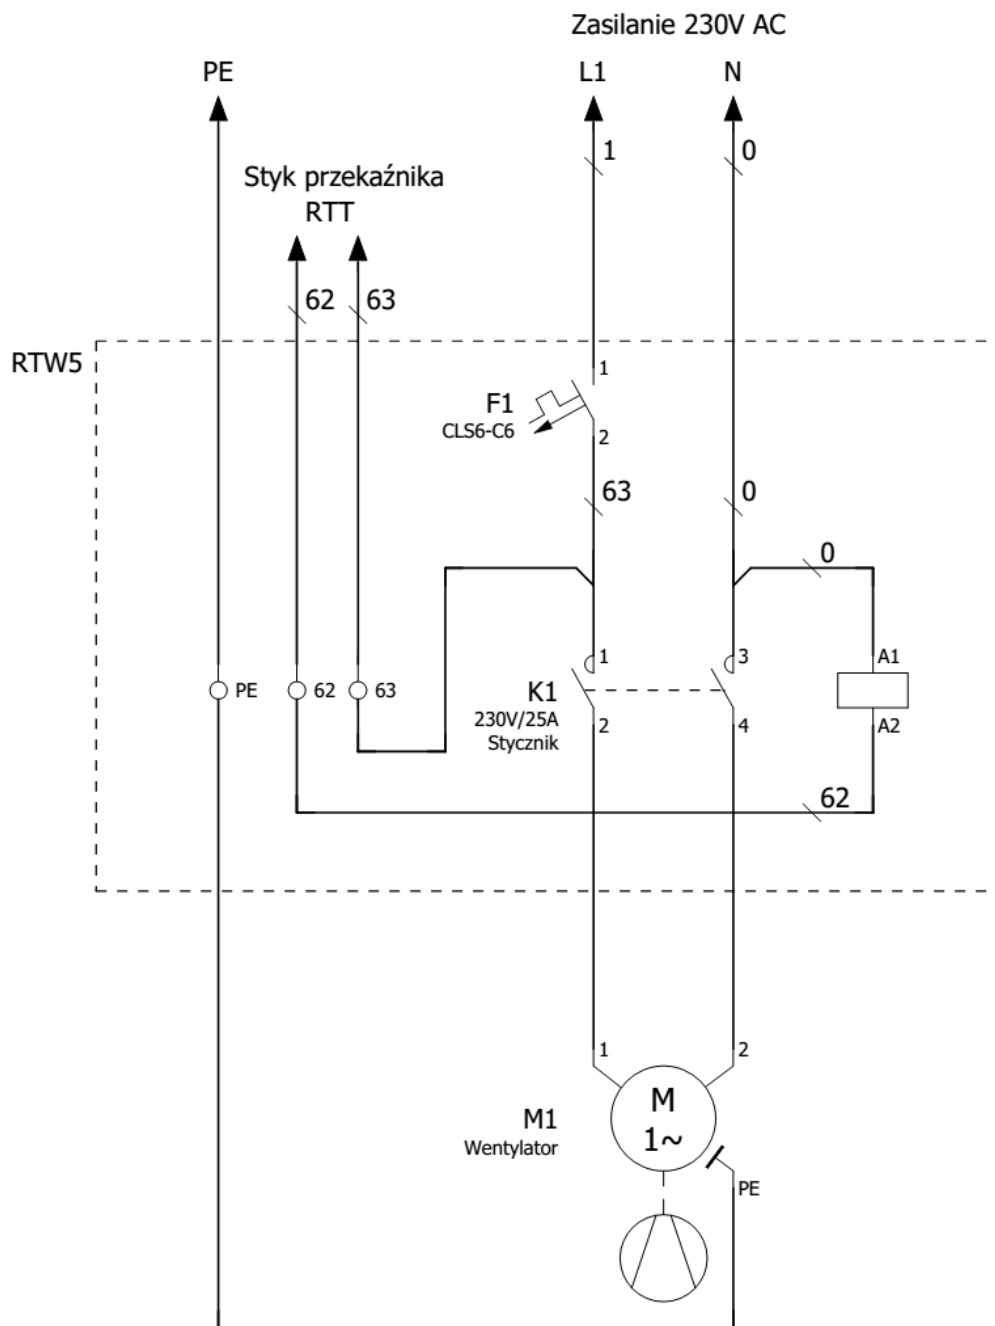 Zasilanie 230V AC
PE
L1
N
1
0
Styk przekaźnika
RTT
62
63
RTW5
1
F1
CLS6-C6
2
63
0
0
1
3
A1
PE
62
63
K1
230V/25A
Stycznik
2
4
A2
62
1
2
M1
Wentylator
M
1~
PE